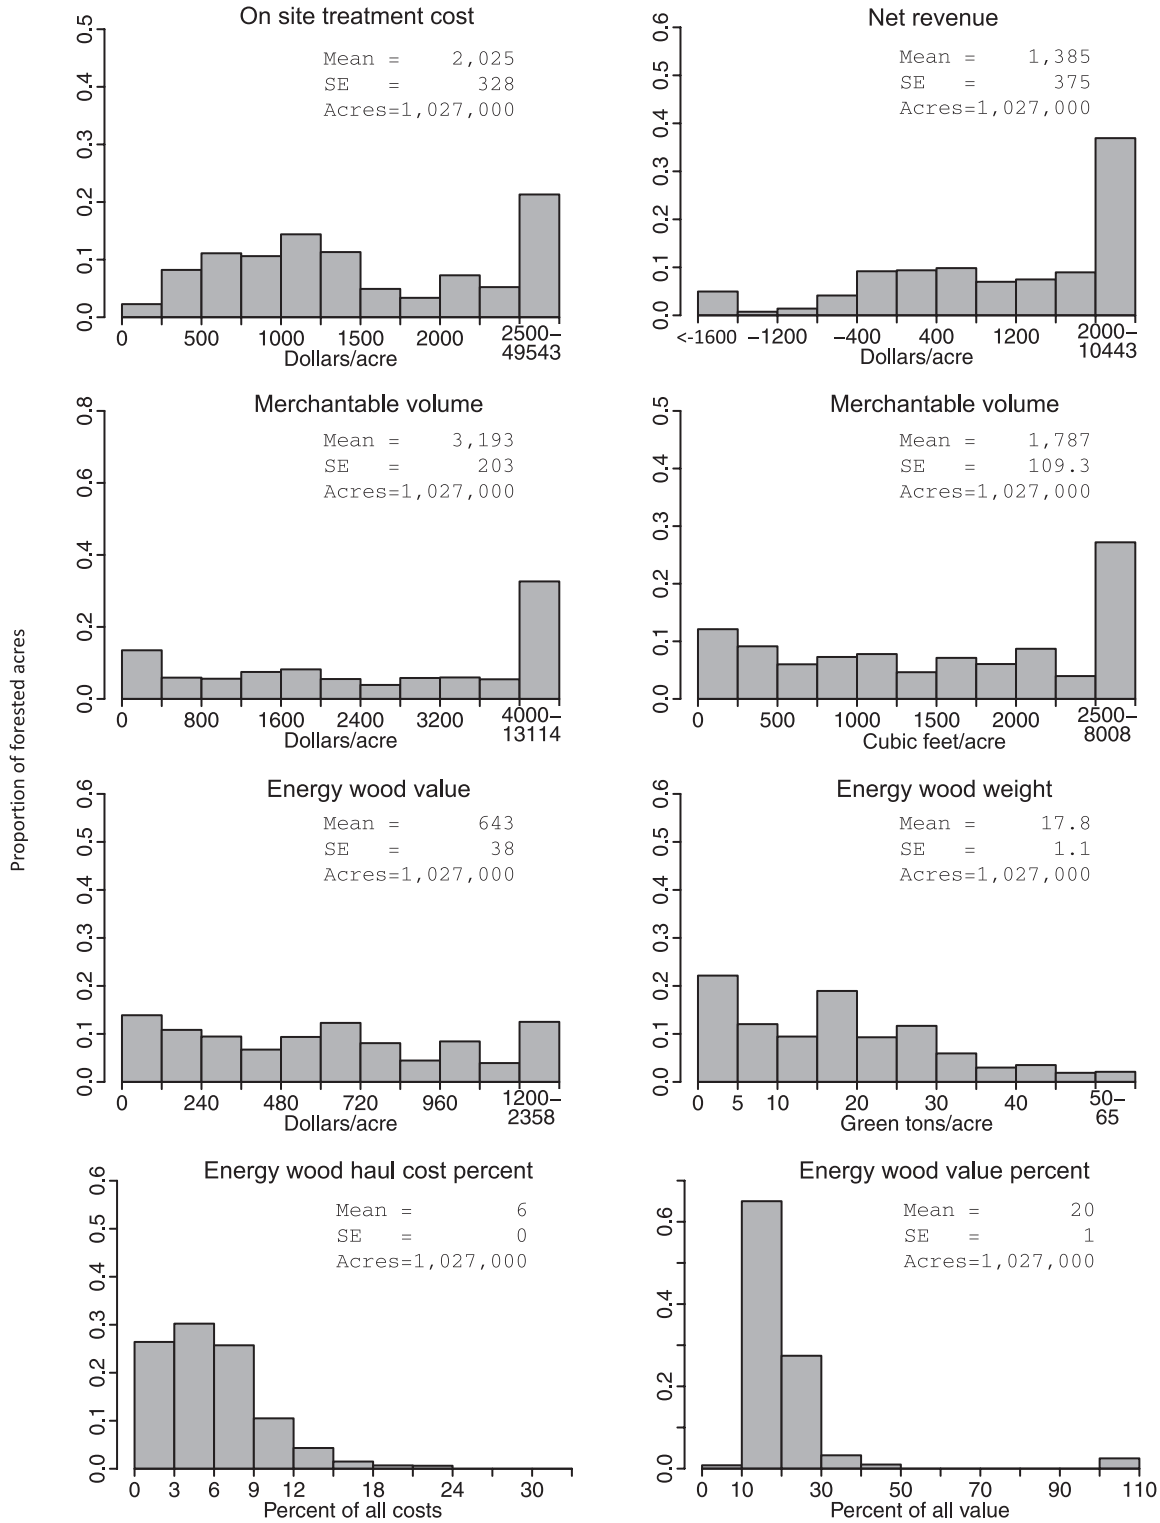 Proportion of forested acres
On site treatment cost
Mean = 2,025
SE = 328
Acres=1,027,000
0.0 0.1 0.2 0.3 0.4 0.5
0 500 1000 1500 2000 2500–
49543
Dollars/acre
Net revenue
Mean = 1,385
SE = 375
Acres=1,027,000
0.0 0.1 0.2 0.3 0.4 0.5 0.6
<-1600 −1200 −400 400 1200 2000–
10443
Dollars/acre
Merchantable volume
Mean = 3,193
SE = 203
Acres=1,027,000
0.0 0.2 0.4 0.6 0.8
0 800 1600 2400 3200 4000–
13114
Dollars/acre
Merchantable volume
Mean = 1,787
SE = 109.3
Acres=1,027,000
0.0 0.1 0.2 0.3 0.4 0.5
0 500 1000 1500 2000 2500–
8008
Cubic feet/acre
Energy wood value
Mean = 643
SE = 38
Acres=1,027,000
0.0 0.1 0.2 0.3 0.4 0.5 0.6
0 240 480 720 960 1200–
2358
Dollars/acre
Energy wood weight
Mean = 17.8
SE = 1.1
Acres=1,027,000
0.0 0.1 0.2 0.3 0.4 0.5 0.6
0 5 10 20 30 40 50–
65
Green tons/acre
Energy wood haul cost percent
Mean = 6
SE = 0
Acres=1,027,000
0.0 0.1 0.2 0.3 0.4 0.5 0.6
0 3 6 9 12 18 24 30
Percent of all costs
Energy wood value percent
Mean = 20
SE = 1
Acres=1,027,000
0.0 0.2 0.4 0.6
0 10 30 50 70 90 110
Percent of all value